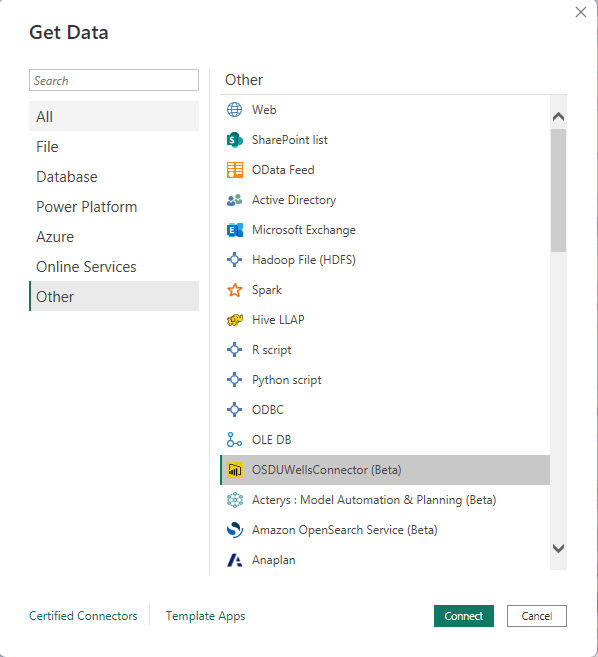 Get Data
Search
All
File
Database
Power Platform
Azure
Online Services
Other
Other
Web
SharePoint list
OData Feed
Active Directory
Microsoft Exchange
Hadoop File (HDFS)
Spark
Hive LLAP
R script
Python script
ODBC
OLE DB
OSDUWellsConnector (Beta)
Acterys : Model Automation & Planning (Beta)
Amazon OpenSearch Service (Beta)
Anaplan
Certified Connectors
Template Apps
Connect
Cancel